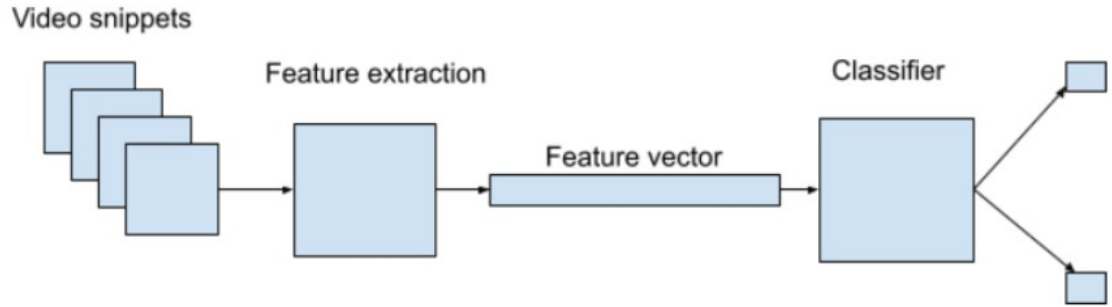 Video snippets
Feature extraction
Feature vector
Classifier